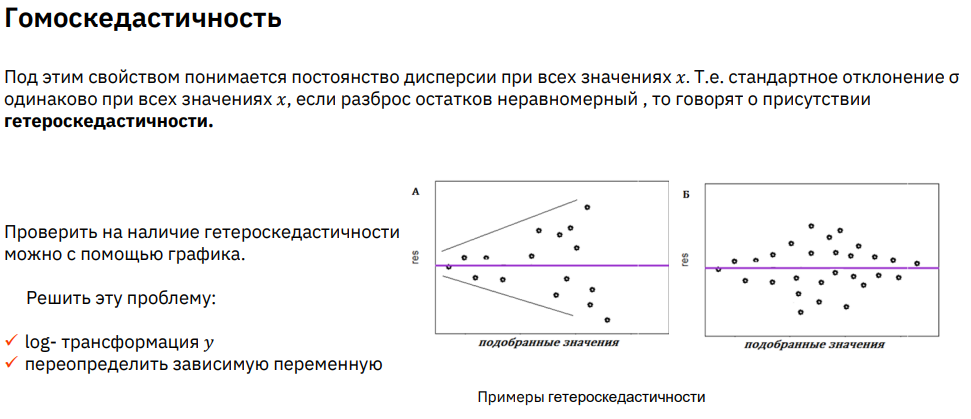 Гомоскедастичность
Под этим свойством понимается постоянство дисперсии при всех значениях x. Т.е. стандартное отклонение σ
одинаково при всех значениях x, если разброс остатков неравномерный , то говорят о присутствии
гетероскедастичности.
Проверить на наличие гетероскедастичности
можно с помощью графика.
Решить эту проблему:
✓ log- трансформация y
✓ переопределить зависимую переменную
А
res
подобранные значения
Б
res
подобранные значения
Примеры гетероскедастичности